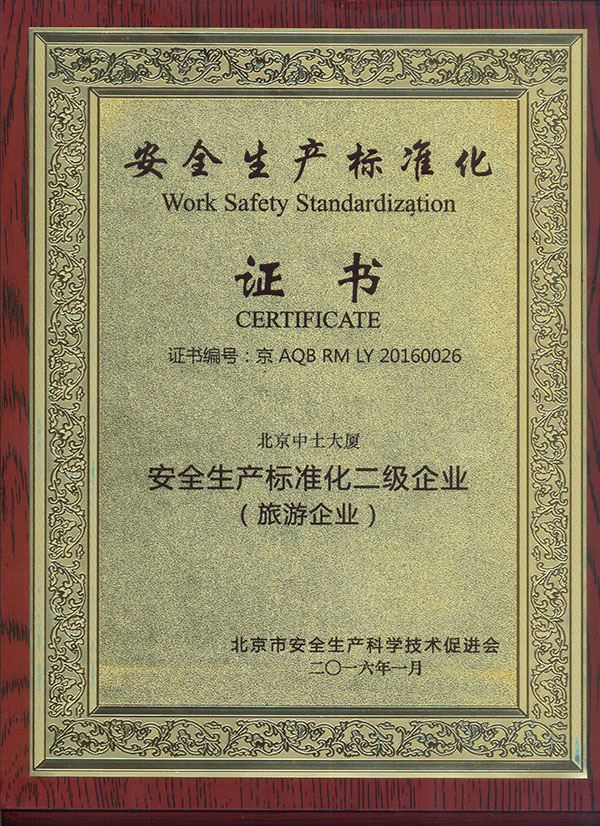 安全生产标准化
Work Safety Standardization
证书
CERTIFICATE
证书编号：京 AQB RM LY 20160026
北京中土大厦
安全生产标准化二级企业
（旅游企业）
北京市安全生产科学技术促进会
二〇一六年一月